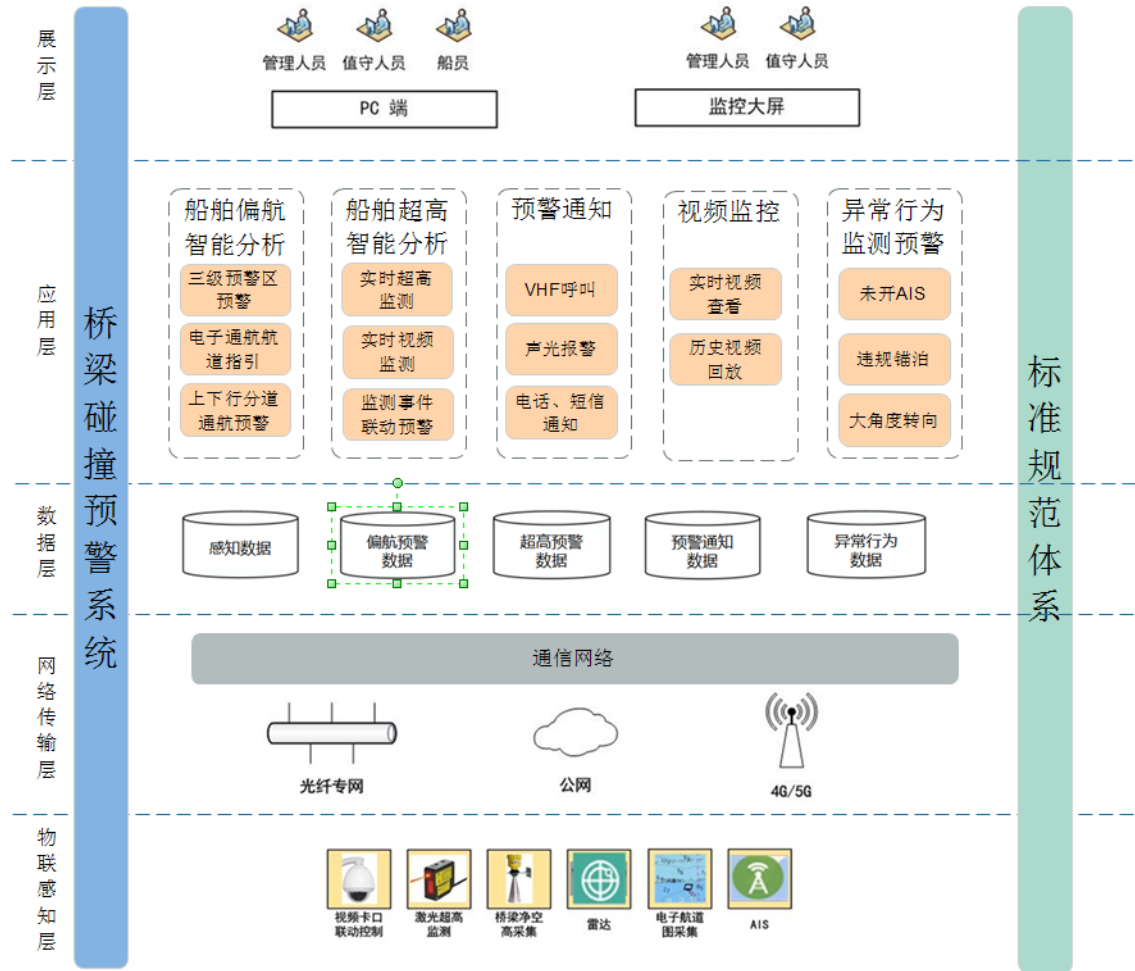 展示层
管理人员 值守人员 船员
管理人员 值守人员
PC 端
监控大屏
桥梁碰撞预警系统
标准规范体系
应用层
船舶偏航
智能分析
三级预警区
预警
电子通航航
道指引
上下行分道
通航预警
船舶超高
智能分析
实时超高
监测
实时视频
监测
监测事件
联动预警
预警通知
VHF呼叫
声光报警
电话、短信
通知
视频监控
实时视频
查看
历史视频
回放
异常行为
监测预警
未开AIS
违规锚泊
大角度转向
数据层
感知数据
偏航预警
数据
超高预警
数据
预警通知
数据
异常行为
数据
网络传输层
通信网络
光纤专网
公网
4G/5G
物联感知层
视频卡口
联动控制
激光超高
监测
桥梁净空
高采集
雷达
电子航道
图采集
AIS